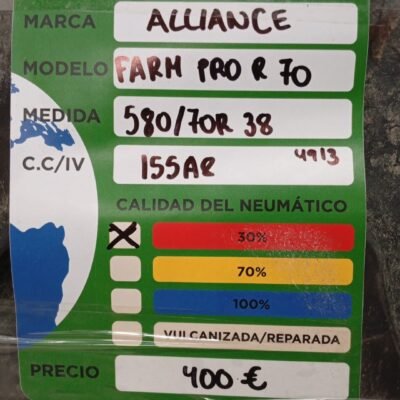 MARCA ALLIANCE
MODELO FARM PRO R 70
MEDIDA 580/70R 38
C.C/IV 155A8 4913
CALIDAD DEL NEUMÁTICO
30%
70%
100%
VULCANIZADA/REPARADA
PRECIO 400 €